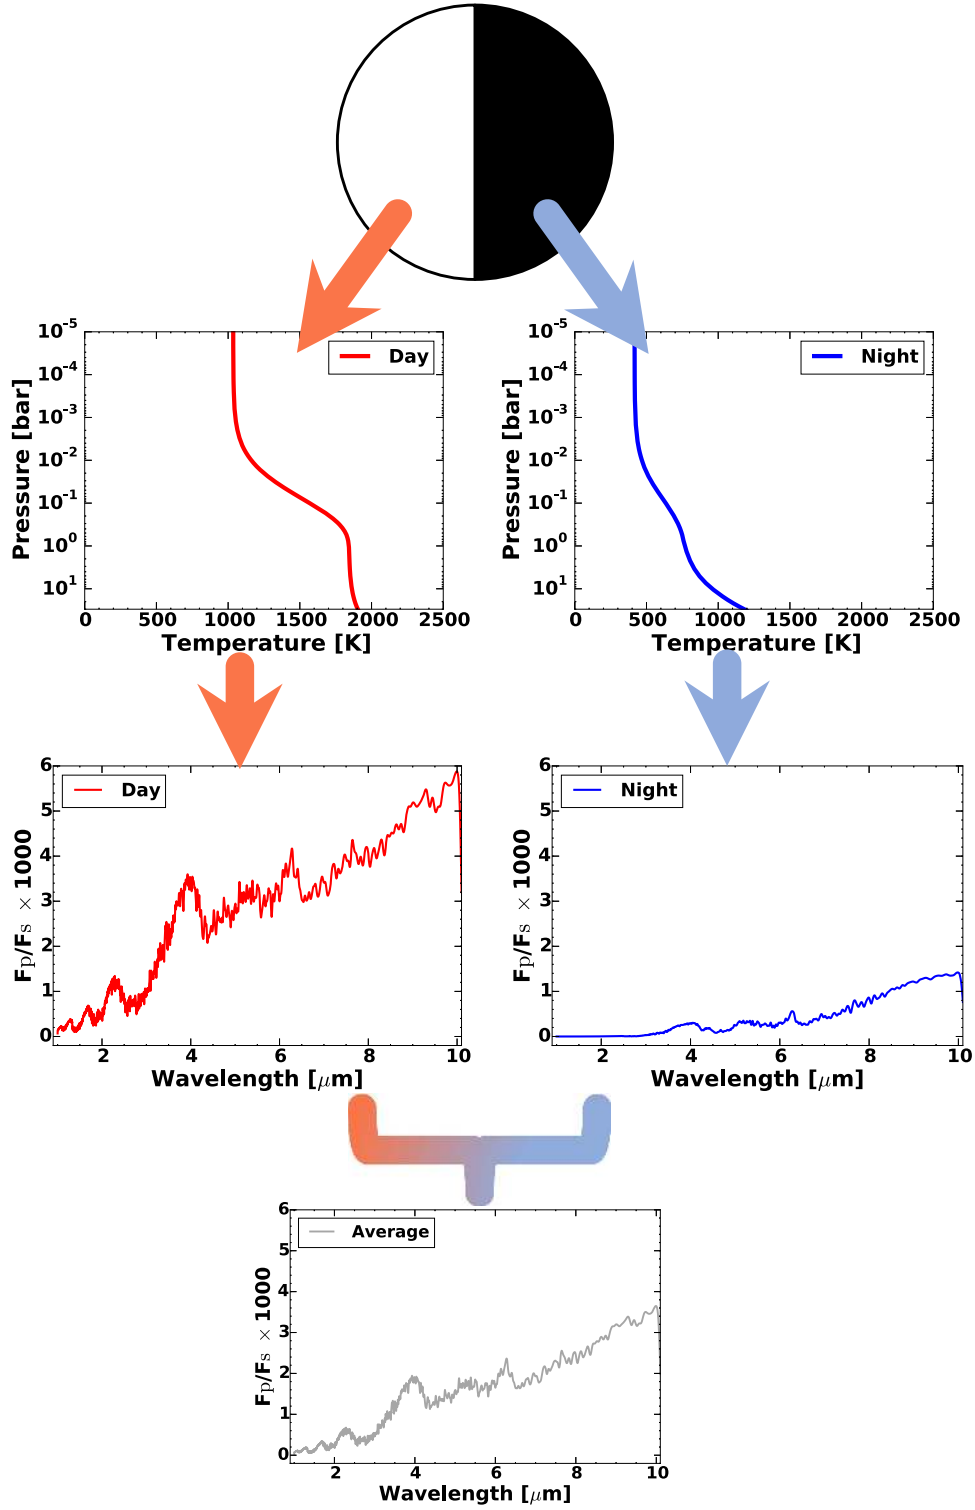 10-5
10-4
10-3
10-2
10-1
100
101
Pressure [bar]
Day
0 500 1000 1500 2000 2500
Temperature [K]
10-5
10-4
10-3
10-2
10-1
100
101
Pressure [bar]
Night
0 500 1000 1500 2000 2500
Temperature [K]
6
5
4
3
2
1
0
Fp/Fs × 1000
Day
2 4 6 8 10
Wavelength [μm]
6
5
4
3
2
1
0
Fp/Fs × 1000
Night
2 4 6 8 10
Wavelength [μm]
6
5
4
3
2
1
0
Fp/Fs × 1000
Average
2 4 6 8 10
Wavelength [μm]